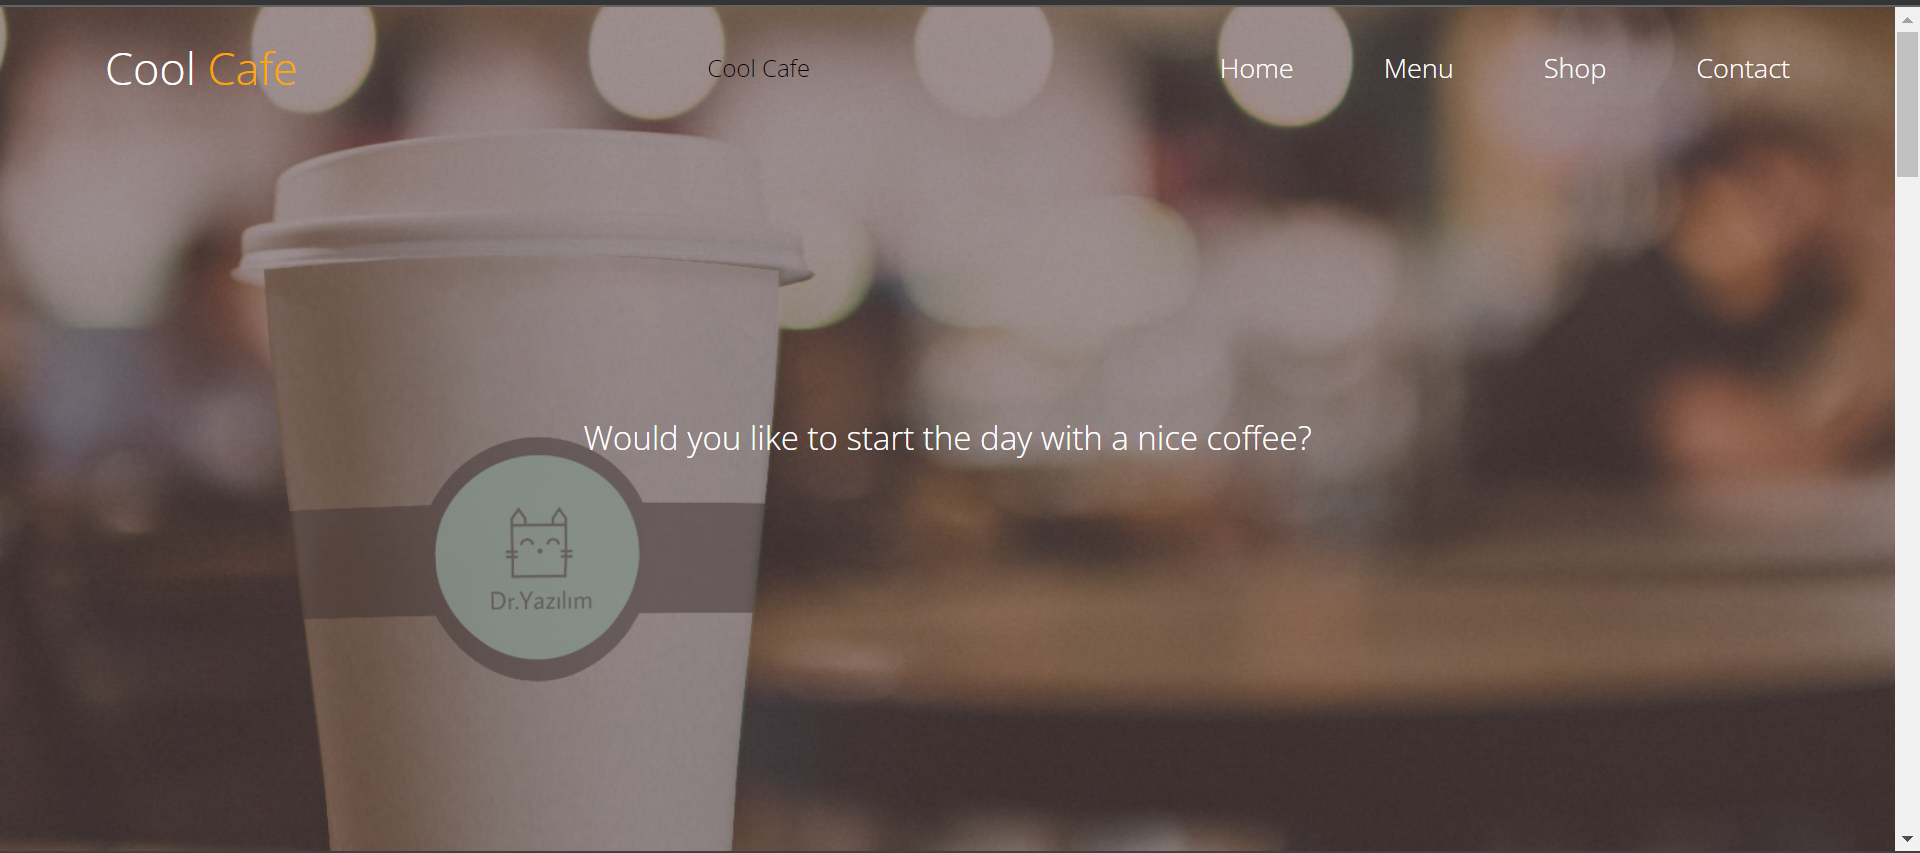 Cool Cafe
Cool Cafe
Home
Menu
Shop
Contact
Would you like to start the day with a nice coffee?
Dr.Yazılım